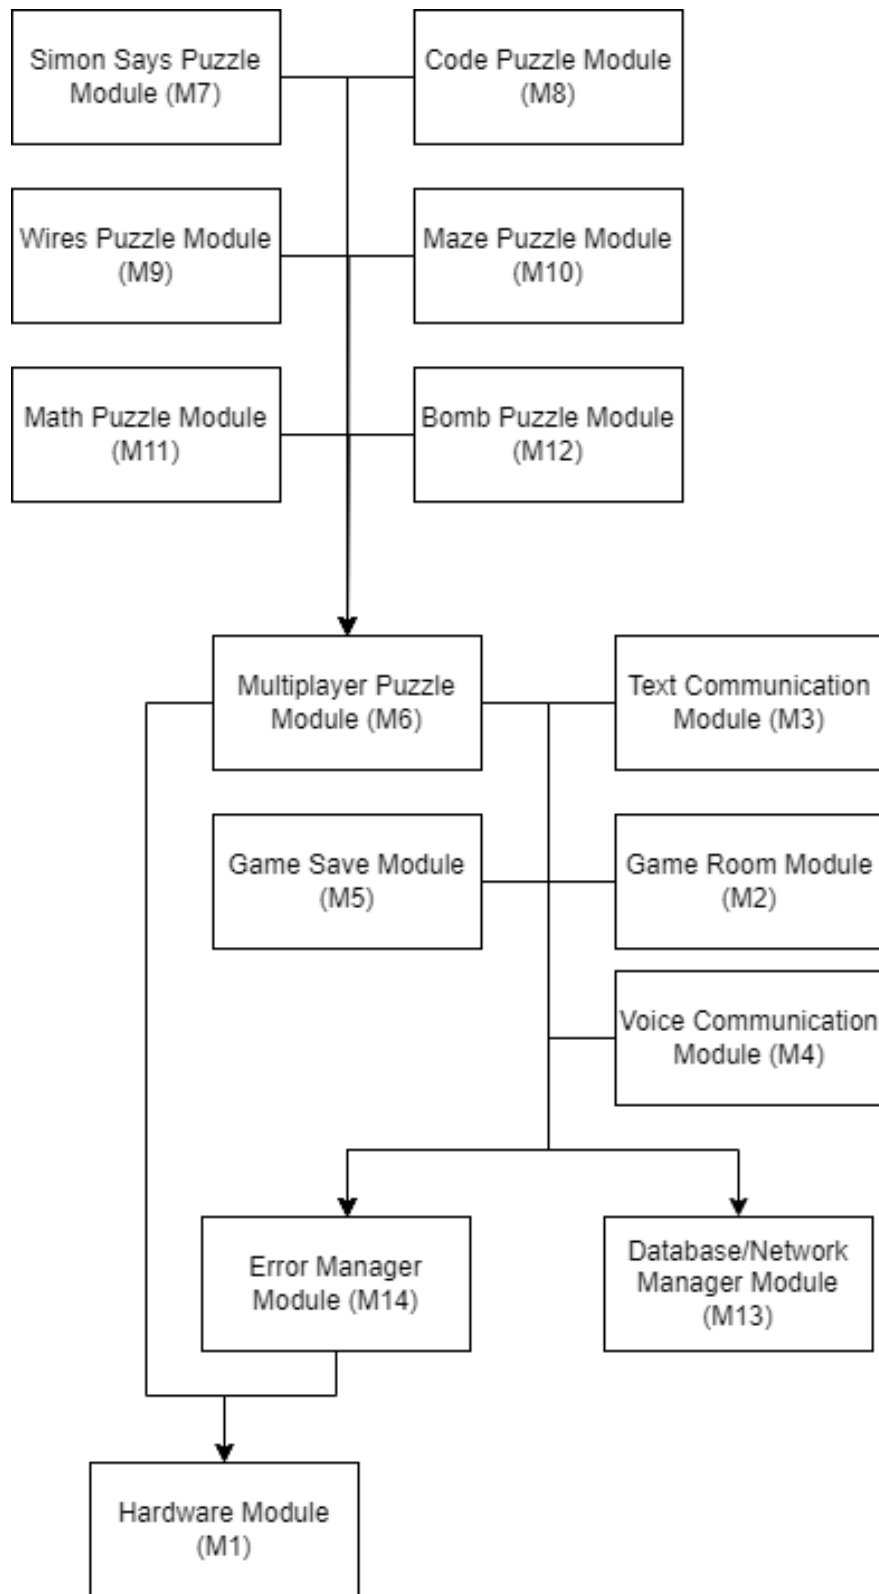 Simon Says Puzzle
Module (M7)
Code Puzzle Module
(M8)
Wires Puzzle Module
(M9)
Maze Puzzle Module
(M10)
Math Puzzle Module
(M11)
Bomb Puzzle Module
(M12)
Multiplayer Puzzle
Module (M6)
Text Communication
Module (M3)
Game Save Module
(M5)
Game Room Module
(M2)
Voice Communication
Module (M4)
Error Manager
Module (M14)
Database/Network
Manager Module
(M13)
Hardware Module
(M1)